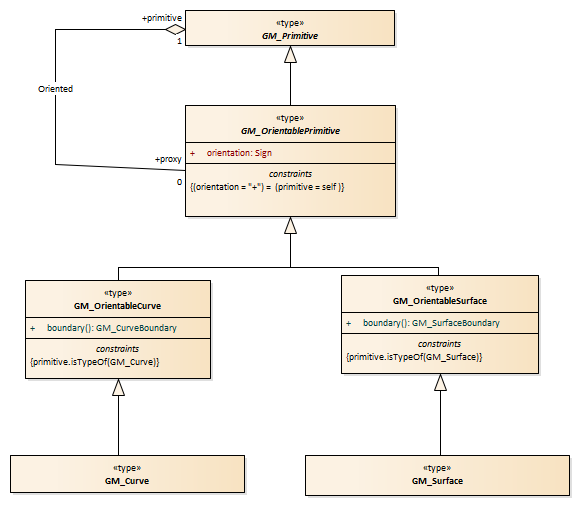 +primitive
1
«type»
GM_Primitive
Oriented
+proxy
0
«type»
GM_OrientablePrimitive
+ orientation: Sign
constraints
{(orientation = "+") = (primitive = self )}
«type»
GM_OrientableCurve
+ boundary(): GM_CurveBoundary
constraints
{primitive.isTypeOf(GM_Curve)}
«type»
GM_OrientableSurface
+ boundary(): GM_SurfaceBoundary
constraints
{primitive.isTypeOf(GM_Surface)}
«type»
GM_Curve
«type»
GM_Surface